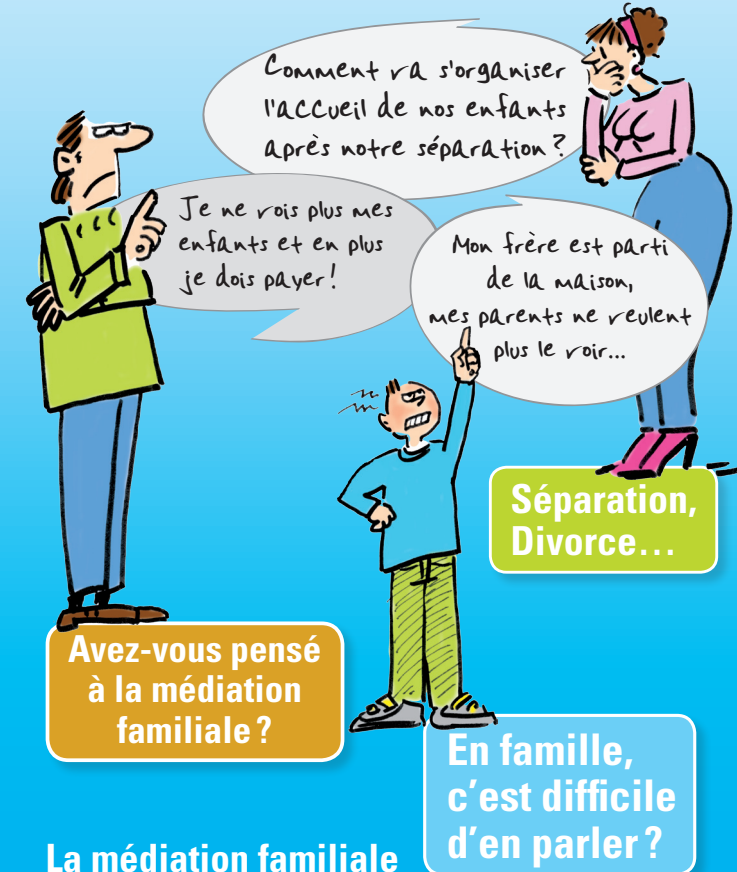 Comment va s'organiser
l'accueil de nos enfants
après notre séparation ?
Je ne vois plus mes
enfants et en plus
je dois payer !
Mon frère est parti
de la maison,
mes parents ne veulent
plus le voir...
Séparation,
Divorce…
Avez-vous pensé
à la médiation
familiale ?
En famille,
c'est difficile
d'en parler ?
La médiation familiale